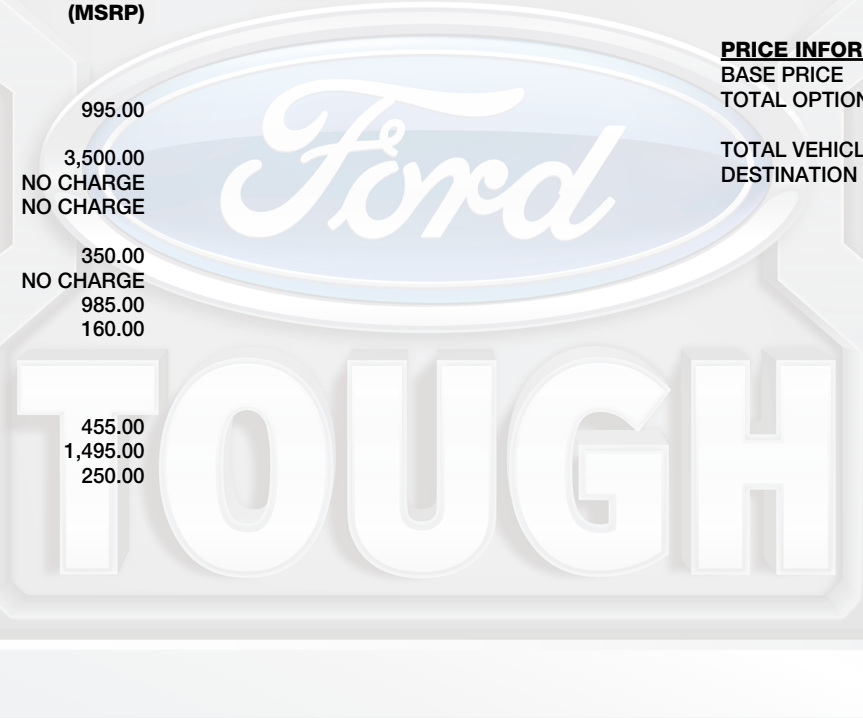 (MSRP)
995.00
3,500.00
NO CHARGE
NO CHARGE
350.00
NO CHARGE
985.00
160.00
455.00
1,495.00
250.00
PRICE INFOR
BASE PRICE
TOTAL OPTION
TOTAL VEHICL
DESTINATION
Ford
TOUGH